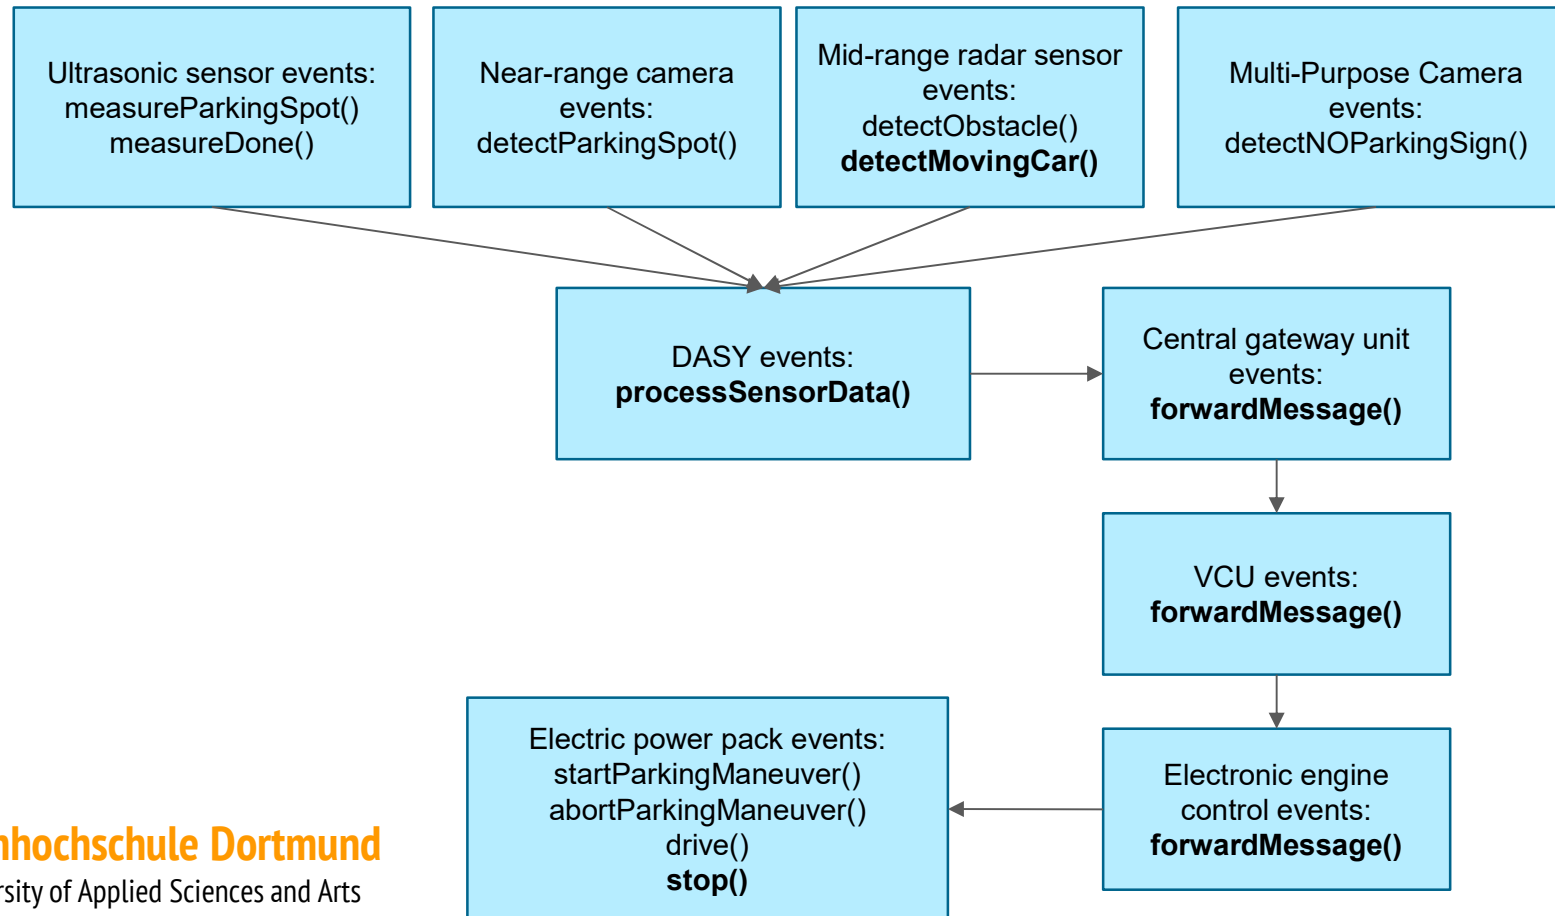 Ultrasonic sensor events:
measureParkingSpot()
measureDone()
Near-range camera
events:
detectParkingSpot()
Mid-range radar sensor
events:
detectObstacle()
detectMovingCar()
Multi-Purpose Camera
events:
detectNOParkingSign()
DASY events:
processSensorData()
Central gateway unit
events:
forwardMessage()
VCU events:
forwardMessage()
Electronic engine
control events:
forwardMessage()
Electric power pack events:
startParkingManeuver()
abortParkingManeuver()
drive()
stop()
nhochschule Dortmund
rsity of Applied Sciences and Arts